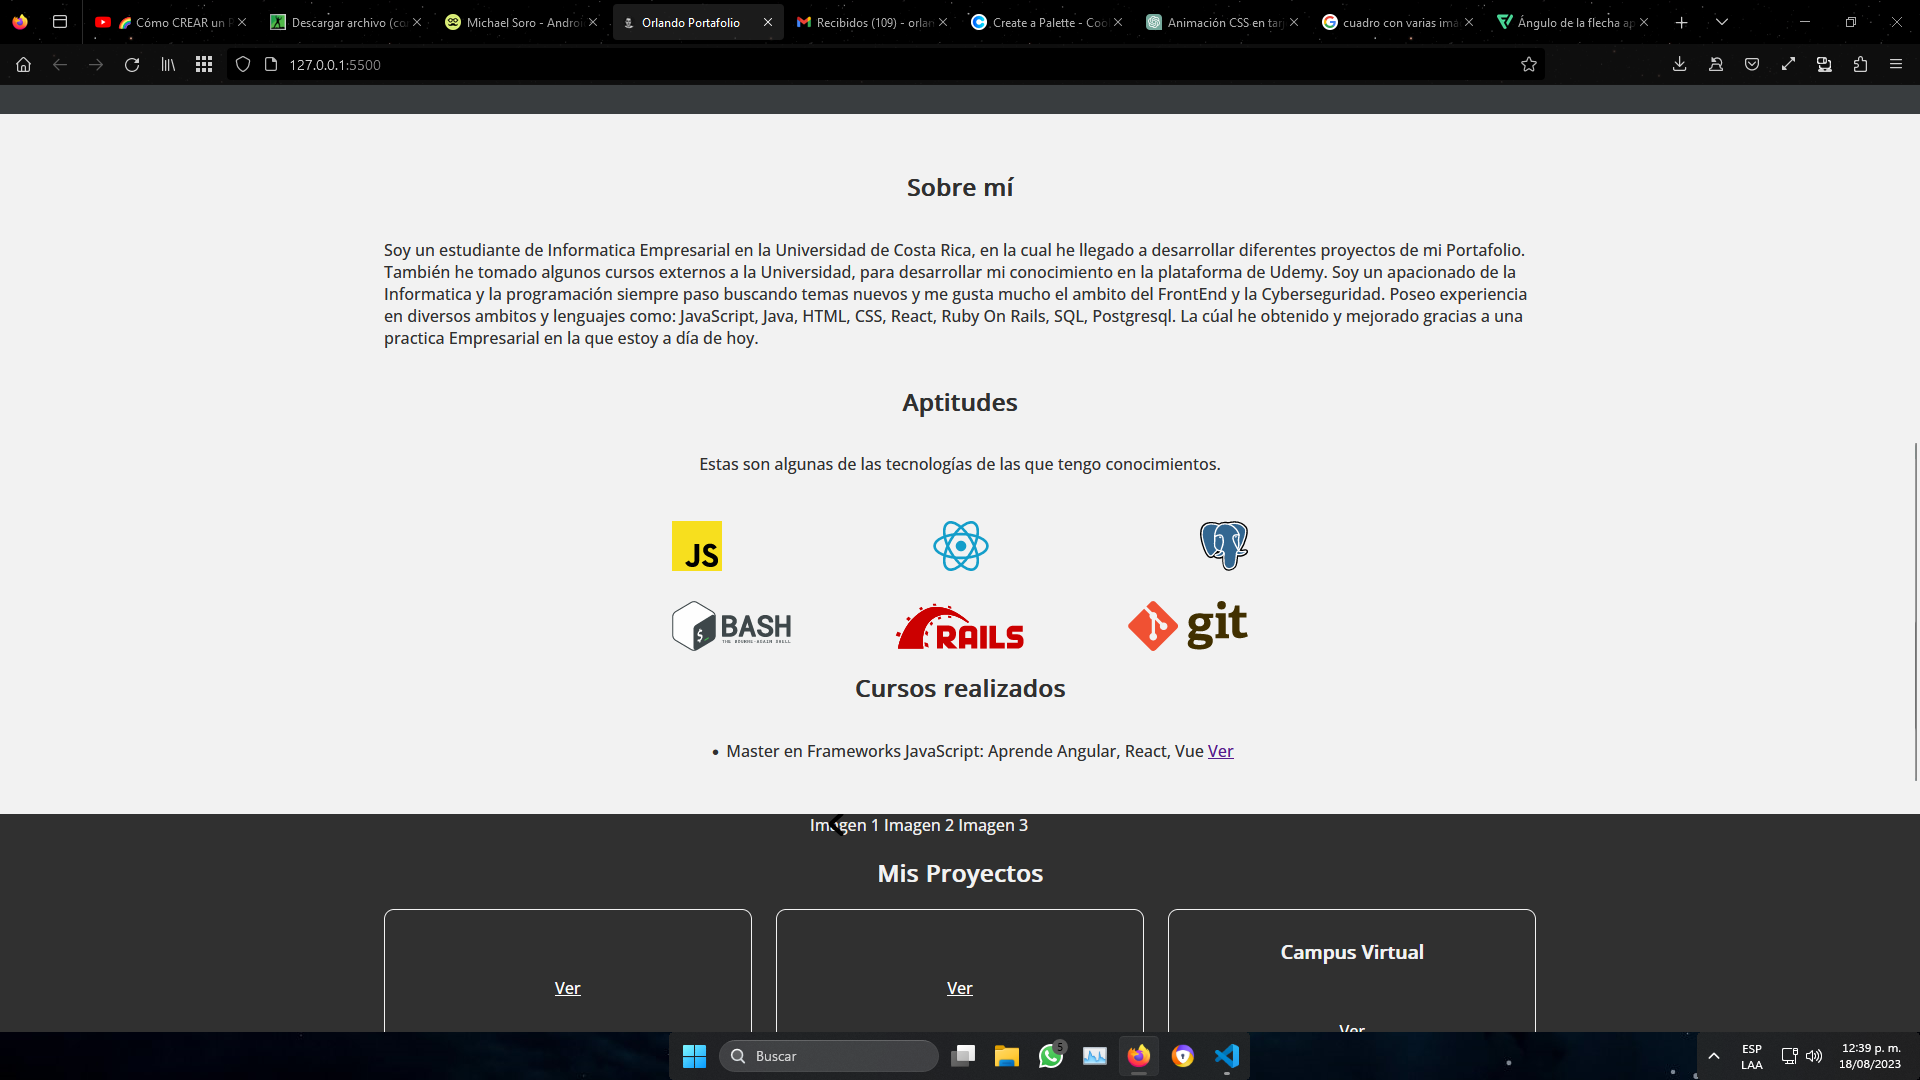 Cómo CREAR un P
Descargar archivo (co
Michael Soro - Androi
Orlando Portafolio
Recibidos (109) - orlan
Create a Palette - Coo
Animación CSS en tar
cuadro con varias imá
Ángulo de la flecha ap
127.0.0.1:5500
Sobre mí
Soy un estudiante de Informatica Empresarial en la Universidad de Costa Rica, en la cual he llegado a desarrollar diferentes proyectos de mi Portafolio.
También he tomado algunos cursos externos a la Universidad, para desarrollar mi conocimiento en la plataforma de Udemy. Soy un apacionado de la
Informatica y la programación siempre paso buscando temas nuevos y me gusta mucho el ambito del FrontEnd y la Cyberseguridad. Poseo experiencia
en diversos ambitos y lenguajes como: JavaScript, Java, HTML, CSS, React, Ruby On Rails, SQL, Postgresql. La cúal he obtenido y mejorado gracias a una
practica Empresarial en la que estoy a día de hoy.
Aptitudes
Estas son algunas de las tecnologías de las que tengo conocimientos.
JS
$ BASH
THE BOURNE-AGAIN SHELL
RAILS
git
Cursos realizados
• Master en Frameworks JavaScript: Aprende Angular, React, Vue Ver
Imagen 1 Imagen 2 Imagen 3
Mis Proyectos
Ver
Ver
Campus Virtual
Ver
Buscar
5
ESP
LAA
12:39 p. m.
18/08/2023